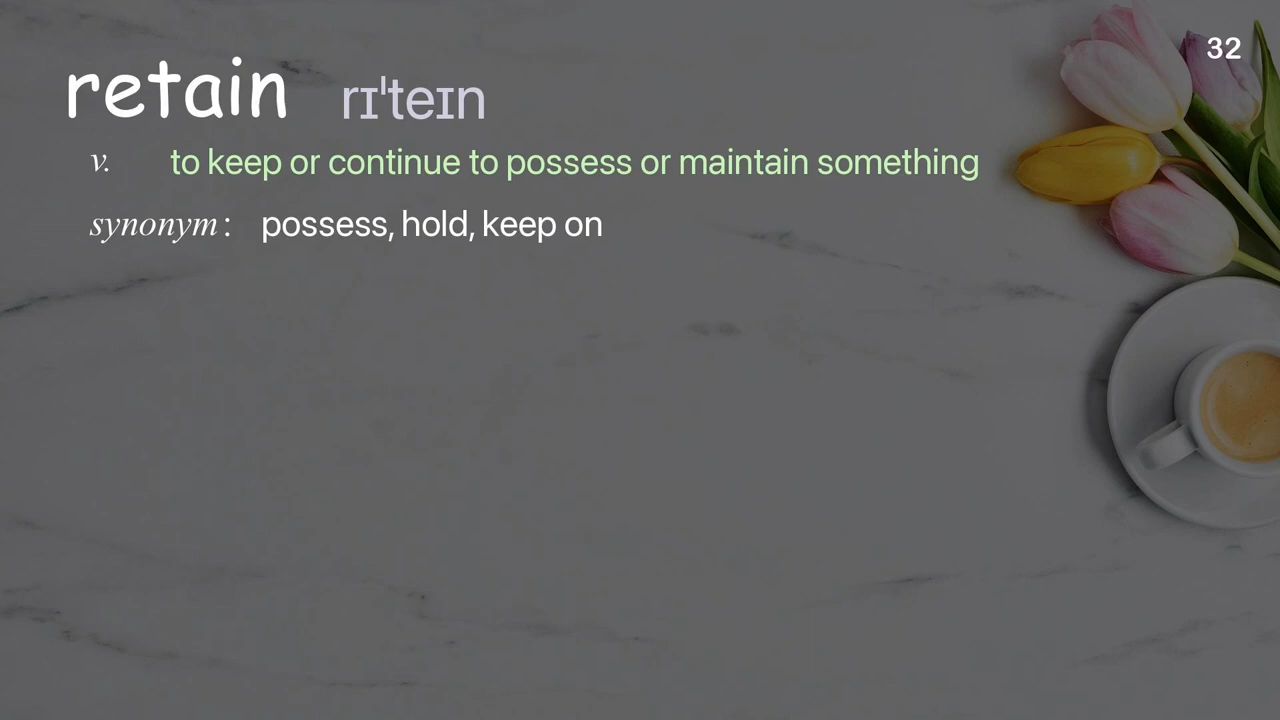 32
retain rɪˈteɪn
v. to keep or continue to possess or maintain something
synonym: possess, hold, keep on